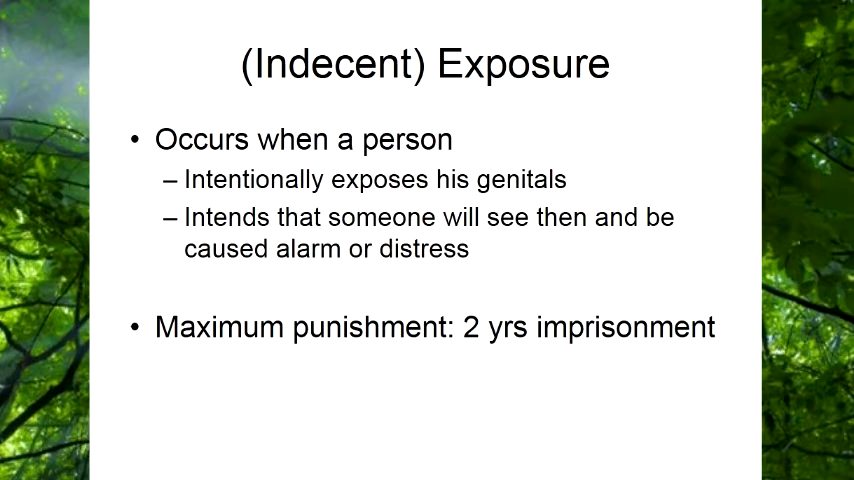 (Indecent) Exposure
• Occurs when a person
– Intentionally exposes his genitals
– Intends that someone will see then and be
caused alarm or distress
• Maximum punishment: 2 yrs imprisonment